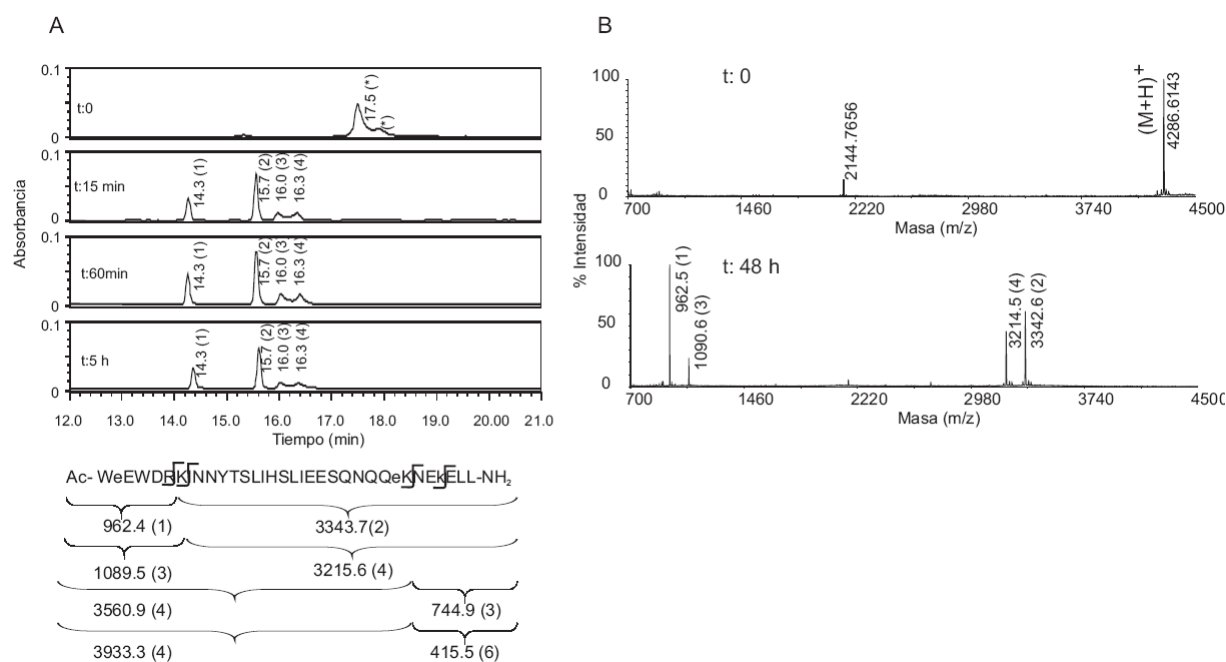 A
0.1
0
t:0
17.5 (*)
(*)
0.1
0
t:15 min
14.3 (1)
15.7 (2)
16.0 (3)
16.3 (4)
0.1
0
t:60min
14.3 (1)
15.7 (2)
16.0 (3)
16.3 (4)
0.1
0
t:5 h
14.3 (1)
15.7 (2)
16.0 (3)
16.3 (4)
Absorbancia
12.0 13.0 14.0 15.0 16.0 17.0 18.0 19.0 20.00 21.0
Tiempo (min)
Ac- WeEWDRKINNYTSLIHSLIEESQNQQeKNEKELL-NH2
962.4 (1) 3343.7(2)
1089.5 (3) 3215.6 (4)
3560.9 (4) 744.9 (3)
3933.3 (4) 415.5 (6)
B
t: 0
100
50
0
2144.7656
(M+H)+
4286.6143
700 1460 2220 2980 3740 4500
Masa (m/z)
% Intensidad
t: 48 h
100
50
0
962.5 (1)
1090.6 (3)
3214.5 (4)
3342.6 (2)
700 1460 2220 2980 3740 4500
Masa (m/z)